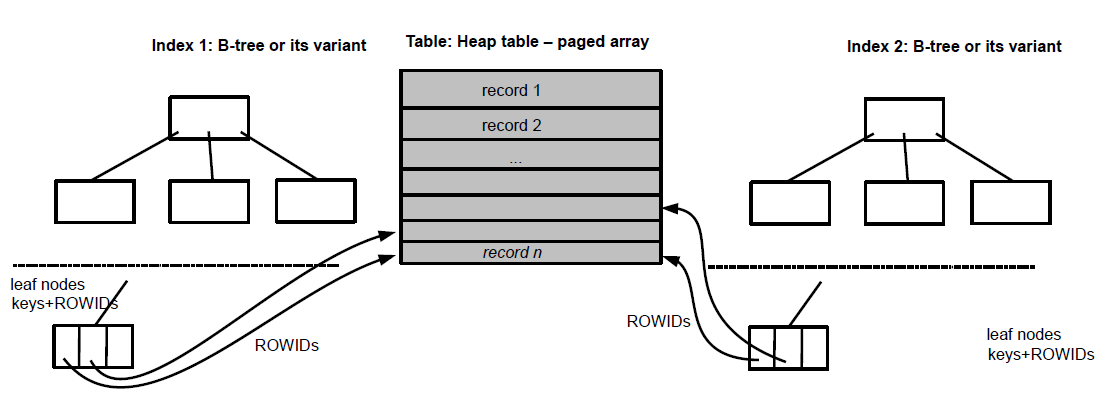 Index 1: B-tree or its variant
Table: Heap table – paged array
Index 2: B-tree or its variant
record 1
record 2
...
record n
leaf nodes
keys+ROWIDs
ROWIDs
ROWIDs
leaf nodes
keys+ROWIDs